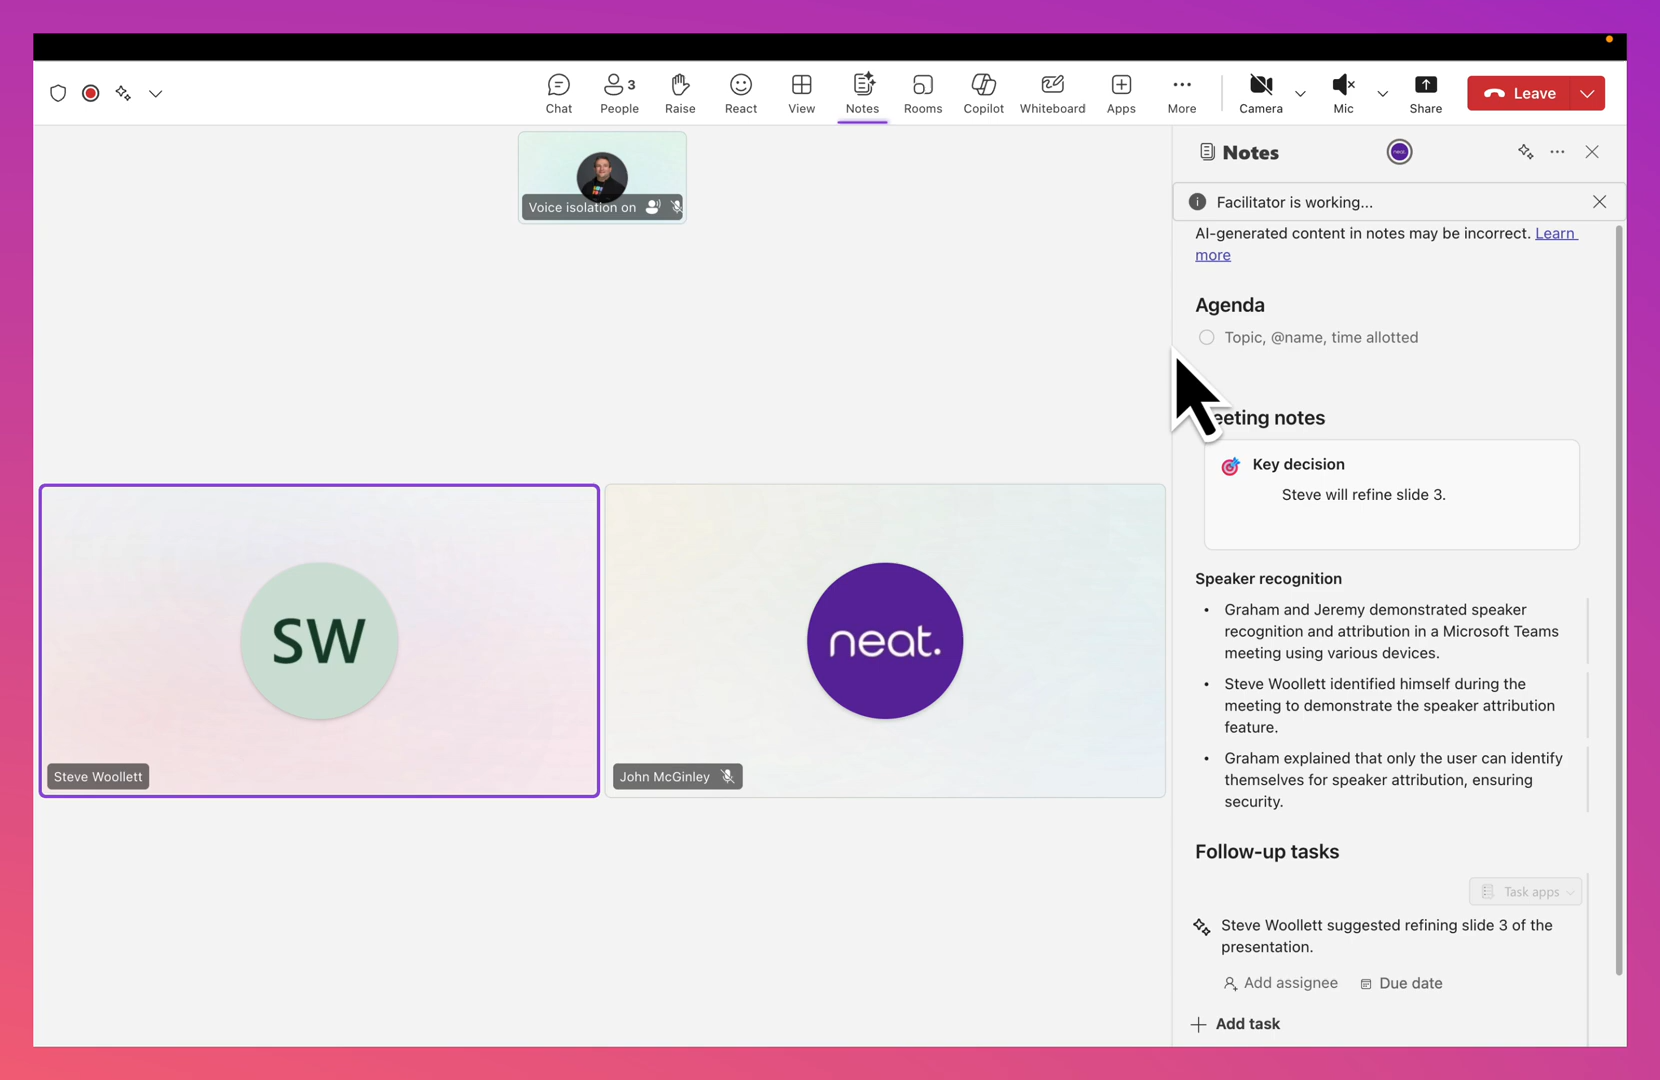 Chat
3
People
Raise
React
View
Notes
Rooms
Copilot
Whiteboard
Apps
More
Camera
Mic
Share
Leave
Voice isolation on
SW
Steve Woollett
neat.
John McGinley
Notes
Facilitator is working...
AI-generated content in notes may be incorrect. Learn
more
Agenda
Topic, @name, time allotted
eeting notes
Key decision
Steve will refine slide 3.
Speaker recognition
• Graham and Jeremy demonstrated speaker
recognition and attribution in a Microsoft Teams
meeting using various devices.
• Steve Woollett identified himself during the
meeting to demonstrate the speaker attribution
feature.
• Graham explained that only the user can identify
themselves for speaker attribution, ensuring
security.
Follow-up tasks
Task apps
Steve Woollett suggested refining slide 3 of the
presentation.
Add assignee
Due date
Add task